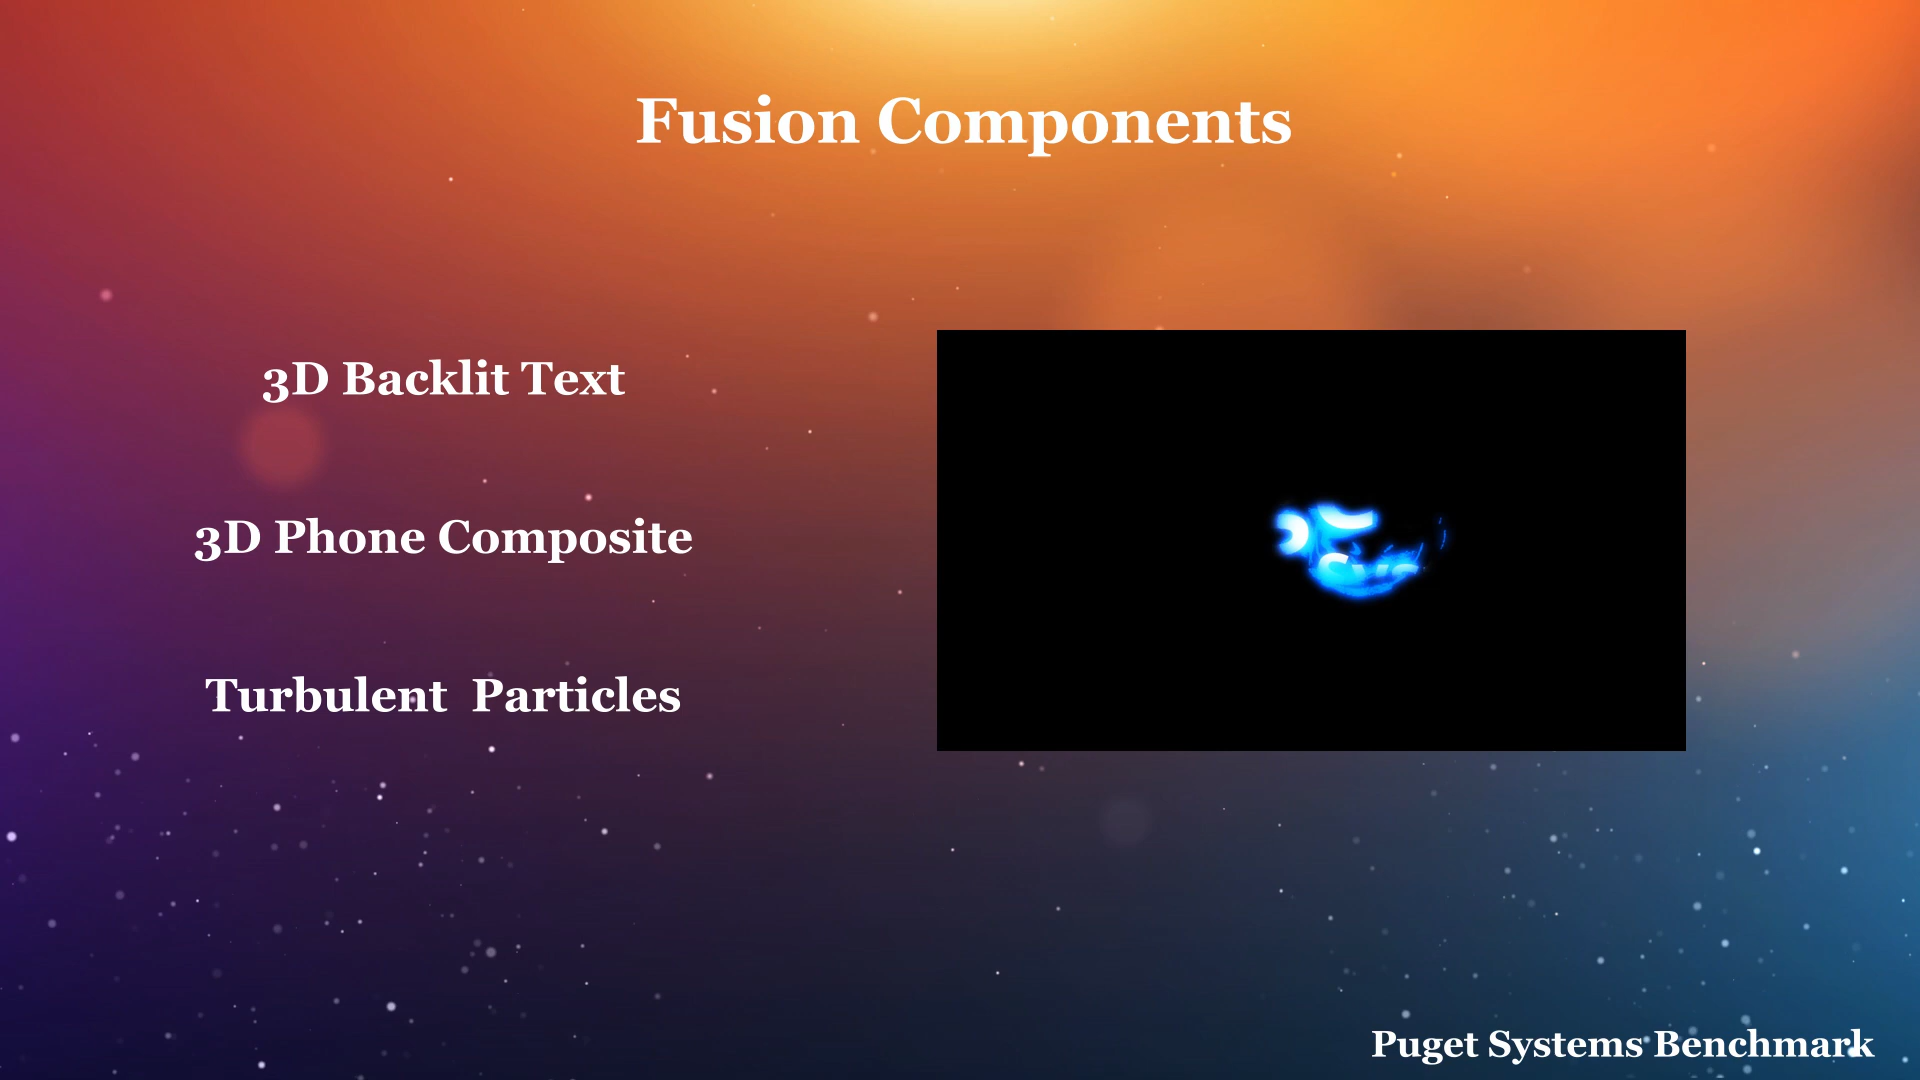 Fusion Components
3D Backlit Text
3D Phone Composite
Turbulent  Particles
Puget Systems Benchmark